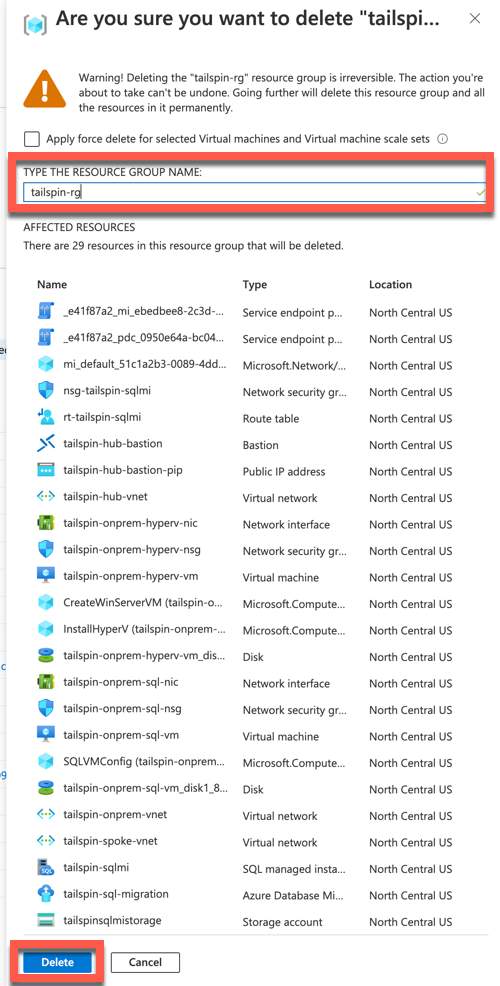 Are you sure you want to delete "tailspi...
Warning! Deleting the "tailspin-rg" resource group is irreversible. The action you're
about to take can't be undone. Going further will delete this resource group and all
the resources in it permanently.
Apply force delete for selected Virtual machines and Virtual machine scale sets
TYPE THE RESOURCE GROUP NAME:
tailspin-rg
AFFECTED RESOURCES
There are 29 resources in this resource group that will be deleted.
Name Type Location
_e41f87a2_mi_ebedbee8-2c3d-... Service endpoint p... North Central US
_e41f87a2_pdc_0950e64a-bc04... Service endpoint p... North Central US
mi_default_51c1a2b3-0089-4dd... Microsoft.Network/... North Central US
nsg-tailspin-sqlmi Network security gr... North Central US
rt-tailspin-sqlmi Route table North Central US
tailspin-hub-bastion Bastion North Central US
tailspin-hub-bastion-pip Public IP address North Central US
tailspin-hub-vnet Virtual network North Central US
tailspin-onprem-hyperv-nic Network interface North Central US
tailspin-onprem-hyperv-nsg Network security gr... North Central US
tailspin-onprem-hyperv-vm Virtual machine North Central US
CreateWinServerVM (tailspin-o... Microsoft.Compute... North Central US
InstallHyperV (tailspin-onprem-... Microsoft.Compute... North Central US
tailspin-onprem-hyperv-vm_dis... Disk North Central US
tailspin-onprem-sql-nic Network interface North Central US
tailspin-onprem-sql-nsg Network security gr... North Central US
tailspin-onprem-sql-vm Virtual machine North Central US
SQLVMConfig (tailspin-onprem... Microsoft.Compute... North Central US
tailspin-onprem-sql-vm_disk1_8... Disk North Central US
tailspin-onprem-vnet Virtual network North Central US
tailspin-spoke-vnet Virtual network North Central US
tailspin-sqlmi SQL managed insta... North Central US
tailspin-sql-migration Azure Database Mi... North Central US
tailspinsqlmistorage Storage account North Central US
Delete Cancel